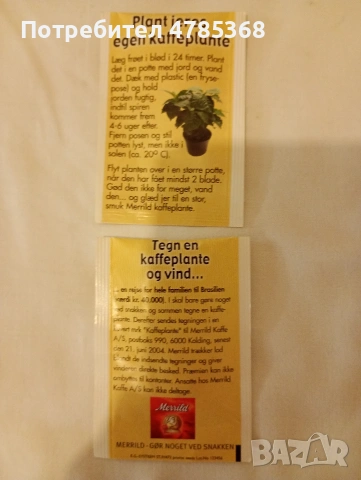 Потребител 4785368
Plant jeres
egen kaffeplante
Læg frøet i blød i 24 timer. Plant
det i en potte med jord og vand
det. Dæk med plastic (en fryse-
pose) og hold
jorden fugtig,
indtil spiren
kommer frem
4-6 uger efter.
Fjern posen og stil
potten lyst, men ikke i
solen (ca. 20° C).
Flyt planten over i en større potte,
når den har fået mindst 2 blade.
Gød den ikke for meget, vand
den... og glæd jer til en stor,
smuk Merrild kaffeplante.
Tegn en
kaffeplante
og vind...
en rejse for hele familien til Brasilien
(værdi kr. 40.000). I skal bare gøre noget
ved snakken og sammen tegne en kaffe-
plante. Derefter sendes tegningen i en
kuvert mrk "Kaffeplante" til Merrild Kaffe
A/S, postboks 990, 6000 Kolding, senest
den 21. juni 2004. Merrild trækker lod
blandt de indsendte tegninger og giver
vinderen direkte besked. Præmien kan ikke
ombyttes til kontanter. Ansatte hos Merrild
Kaffe A/S kan ikke deltage.
Merrild
MERRILD - GØR NOGET VED SNAKKEN
BAZAR